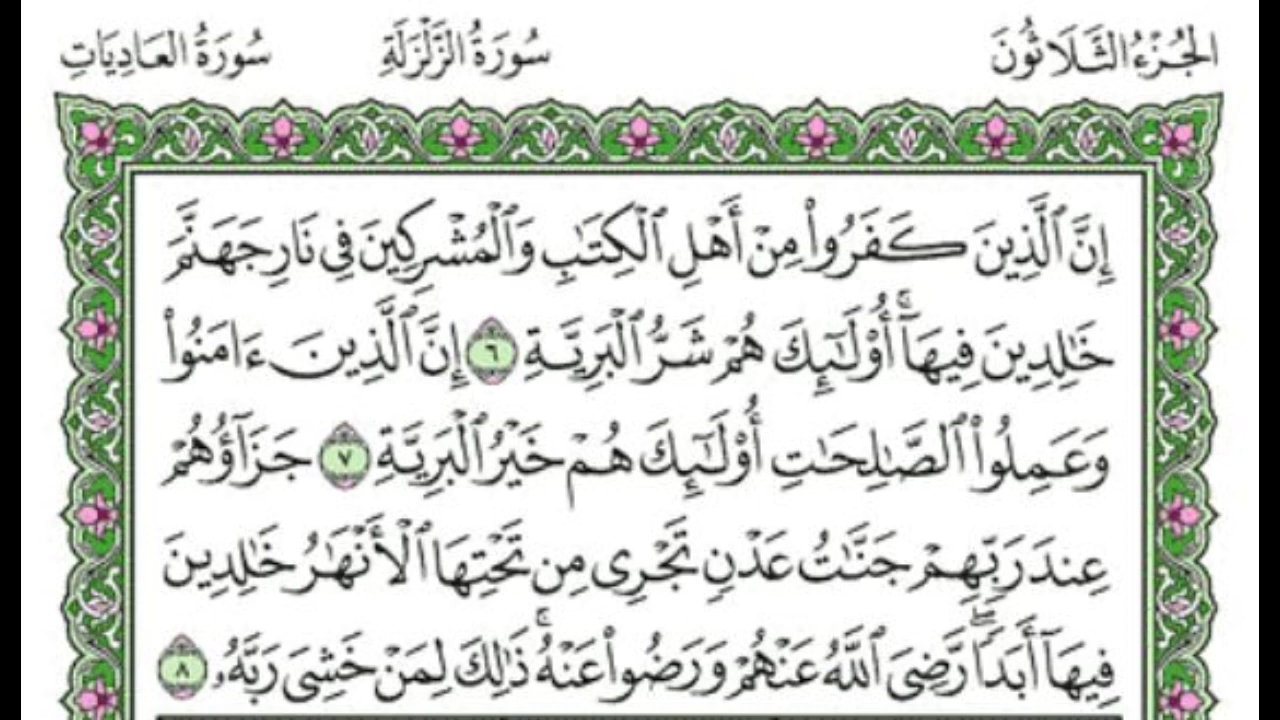 الجُزْءُ الثَّلَاثُونَ سُورَةُ الزَّلْزَلَةِ سُورَةُ العَادِيَاتِ
إِنَّ ٱلَّذِينَ كَفَرُوا۟ مِنْ أَهْلِ ٱلْكِتَٰبِ وَٱلْمُشْرِكِينَ فِى نَارِ جَهَنَّمَ
خَٰلِدِينَ فِيهَآ ۚ أُو۟لَٰٓئِكَ هُمْ شَرُّ ٱلْبَرِيَّةِ ٦ إِنَّ ٱلَّذِينَ ءَامَنُوا۟
وَعَمِلُوا۟ ٱلصَّٰلِحَٰتِ أُو۟لَٰٓئِكَ هُمْ خَيْرُ ٱلْبَرِيَّةِ ٧ جَزَآؤُهُمْ
عِندَ رَبِّهِمْ جَنَّٰتُ عَدْنٍ تَجْرِى مِن تَحْتِهَا ٱلْأَنْهَٰرُ خَٰلِدِينَ
فِيهَآ أَبَدًا ۖ رَّضِىَ ٱللَّهُ عَنْهُمْ وَرَضُوا۟ عَنْهُ ۚ ذَٰلِكَ لِمَنْ خَشِىَ رَبَّهُۥ ٨